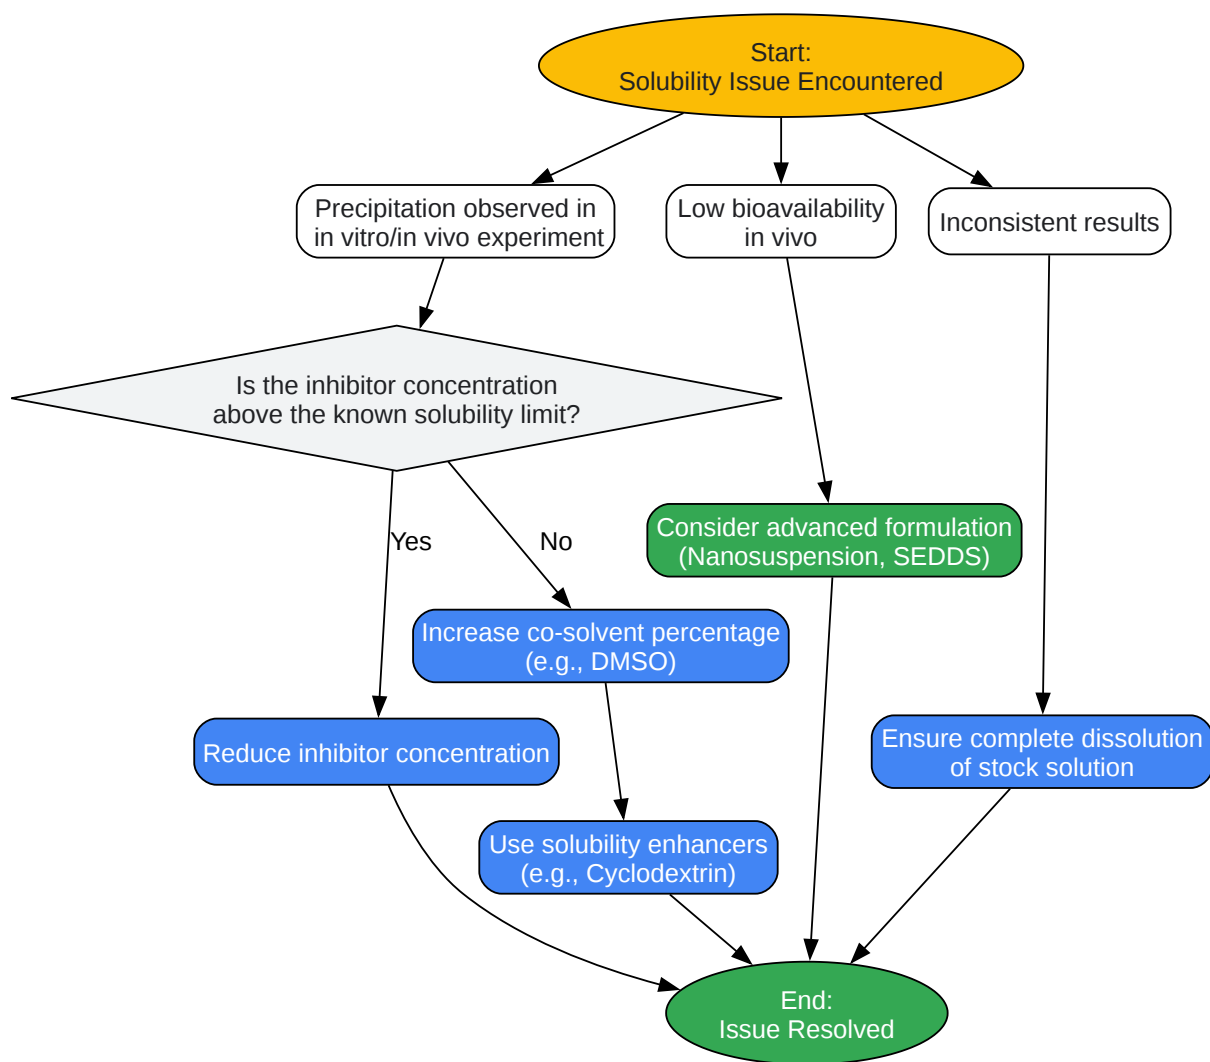 Start:
Solubility Issue Encountered
Precipitation observed in
in vitro/in vivo experiment
Low bioavailability
in vivo
Inconsistent results
Is the inhibitor concentration
above the known solubility limit?
Yes
No
Consider advanced formulation
(Nanosuspension, SEDDS)
Increase co-solvent percentage
(e.g., DMSO)
Reduce inhibitor concentration
Ensure complete dissolution
of stock solution
Use solubility enhancers
(e.g., Cyclodextrin)
End:
Issue Resolved